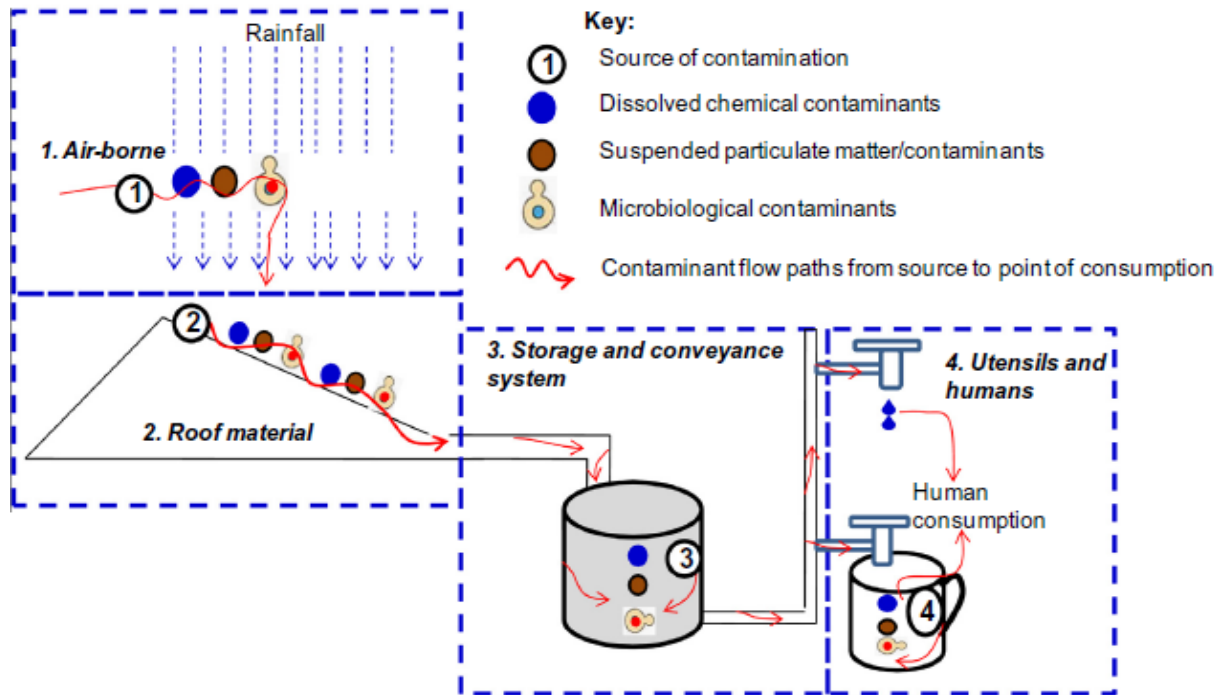 Rainfall
1. Air-borne
1
Key:
1 Source of contamination
Dissolved chemical contaminants
Suspended particulate matter/contaminants
Microbiological contaminants
Contaminant flow paths from source to point of consumption
2
2. Roof material
3. Storage and conveyance
system
3
4. Utensils and
humans
Human
consumption
4